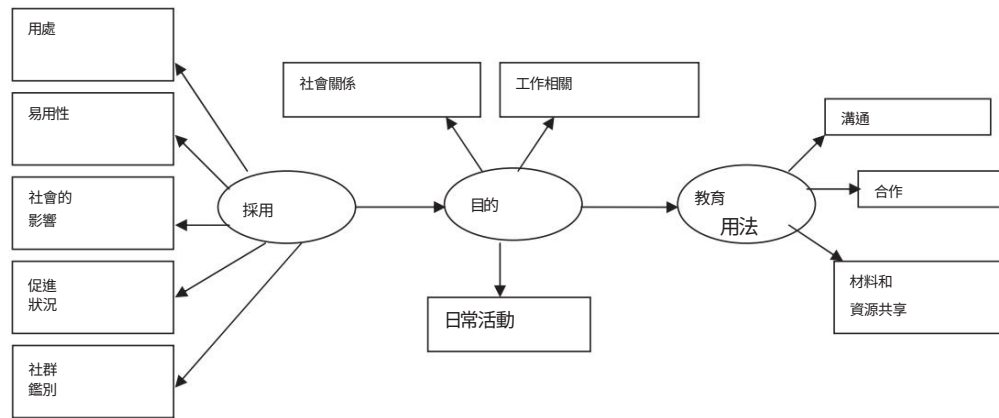 用處
易用性
社會的
影響
促進
狀況
社群
鑑別
採用
社會關係
工作相關
目的
日常活動
教育
用法
溝通
合作
材料和
資源共享